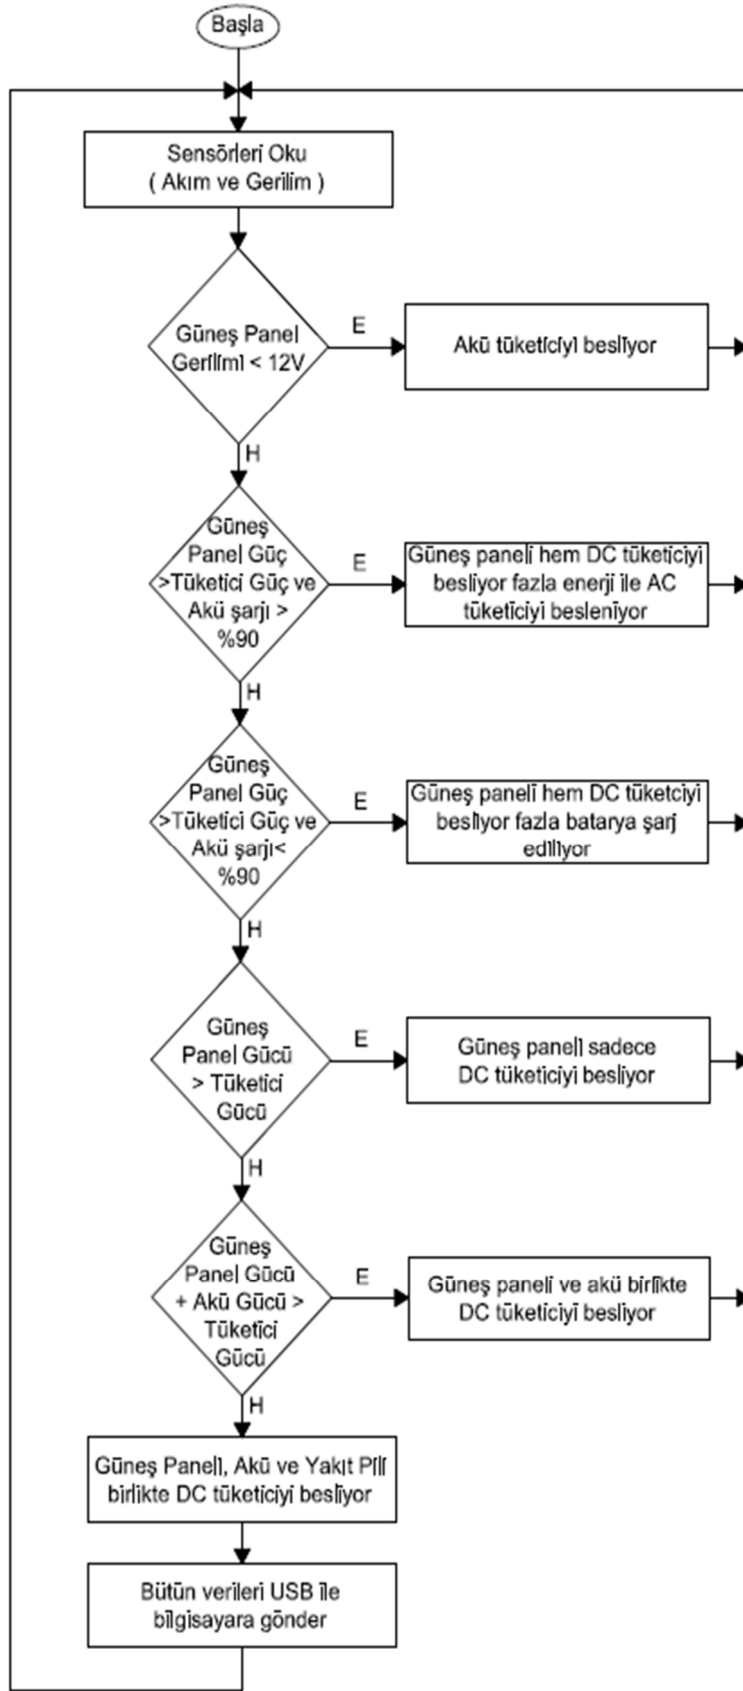 Başla
Sensörleri Oku
( Akım ve Gerilim )
Güneş Panel
Gerilimi < 12V
E
Akü tüketiciyi besliyor
H
Güneş
Panel Güç
>Tüketici Güç ve
Akü şarjı >
%90
E
Güneş paneli hem DC tüketiciyi
besliyor fazla enerji ile AC
tüketiciyi besleniyor
H
Güneş
Panel Güç
>Tüketici Güç ve
Akü şarjı<
%90
E
Güneş paneli hem DC tüketciyi
besliyor fazla batarya şarj
ediliyor
H
Güneş
Panel Gücü
> Tüketici
Gücü
E
Güneş paneli sadece
DC tüketiciyi besliyor
H
Güneş
Panel Gücü
+ Akü Gücü >
Tüketici
Gücü
E
Güneş paneli ve akü birlikte
DC tüketiciyi besliyor
H
Güneş Paneli, Akü ve Yakıt Pili
birlikte DC tüketiciyi besliyor
Bütün verileri USB ile
bilgisayara gönder